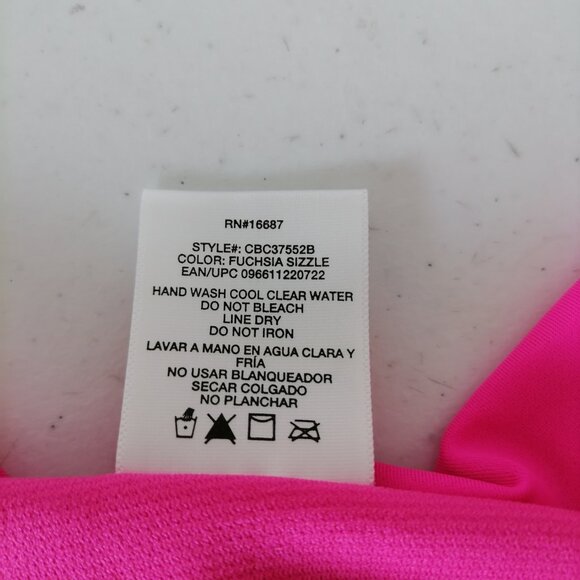 RN#16687
STYLE#: CBC37552B
COLOR: FUCHSIA SIZZLE
EAN/UPC 096611220722
HAND WASH COOL CLEAR WATER
DO NOT BLEACH
LINE DRY
DO NOT IRON
LAVAR A MANO EN AGUA CLARA Y
FRÍA
NO USAR BLANQUEADOR
SECAR COLGADO
NO PLANCHAR